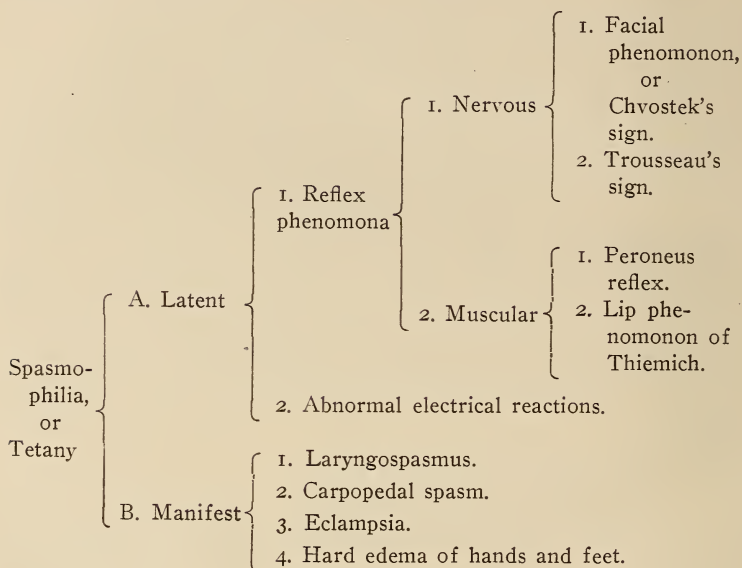 1. Facial
phenomonon,
or
Chvostek's
sign.
1. Nervous
2. Trousseau's
sign.
1. Reflex
phenomona
1. Peroneus
reflex.
2. Muscular
2. Lip phe-
nomonon of
Thiemich.
A. Latent
2. Abnormal electrical reactions.
Spasmo-
philia,
or
Tetany
B. Manifest
1. Laryngospasmus.
2. Carpopedal spasm.
3. Eclampsia.
4. Hard edema of hands and feet.